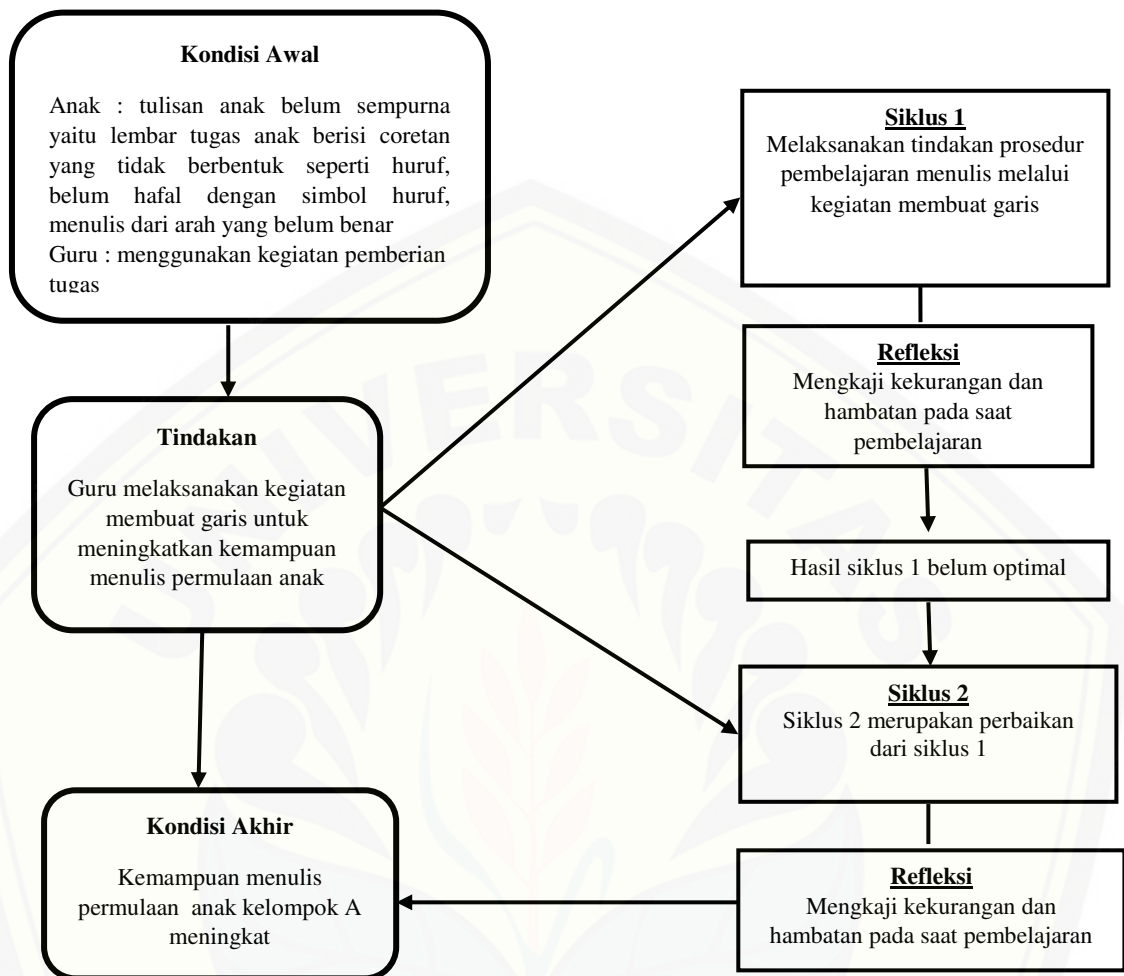 Kondisi Awal
Anak : tulisan anak belum sempurna
yaitu lembar tugas anak berisi coretan
yang tidak berbentuk seperti huruf,
belum hafal dengan simbol huruf,
menulis dari arah yang belum benar
Guru : menggunakan kegiatan pemberian
tugas
Tindakan
Guru melaksanakan kegiatan
membuat garis untuk
meningkatkan kemampuan
menulis permulaan anak
Kondisi Akhir
Kemampuan menulis
permulaan anak kelompok A
meningkat
Siklus 1
Melaksanakan tindakan prosedur
pembelajaran menulis melalui
kegiatan membuat garis
Refleksi
Mengkaji kekurangan dan
hambatan pada saat
pembelajaran
Hasil siklus 1 belum optimal
Siklus 2
Siklus 2 merupakan perbaikan
dari siklus 1
Refleksi
Mengkaji kekurangan dan
hambatan pada saat pembelajaran
UNIVERSITAS